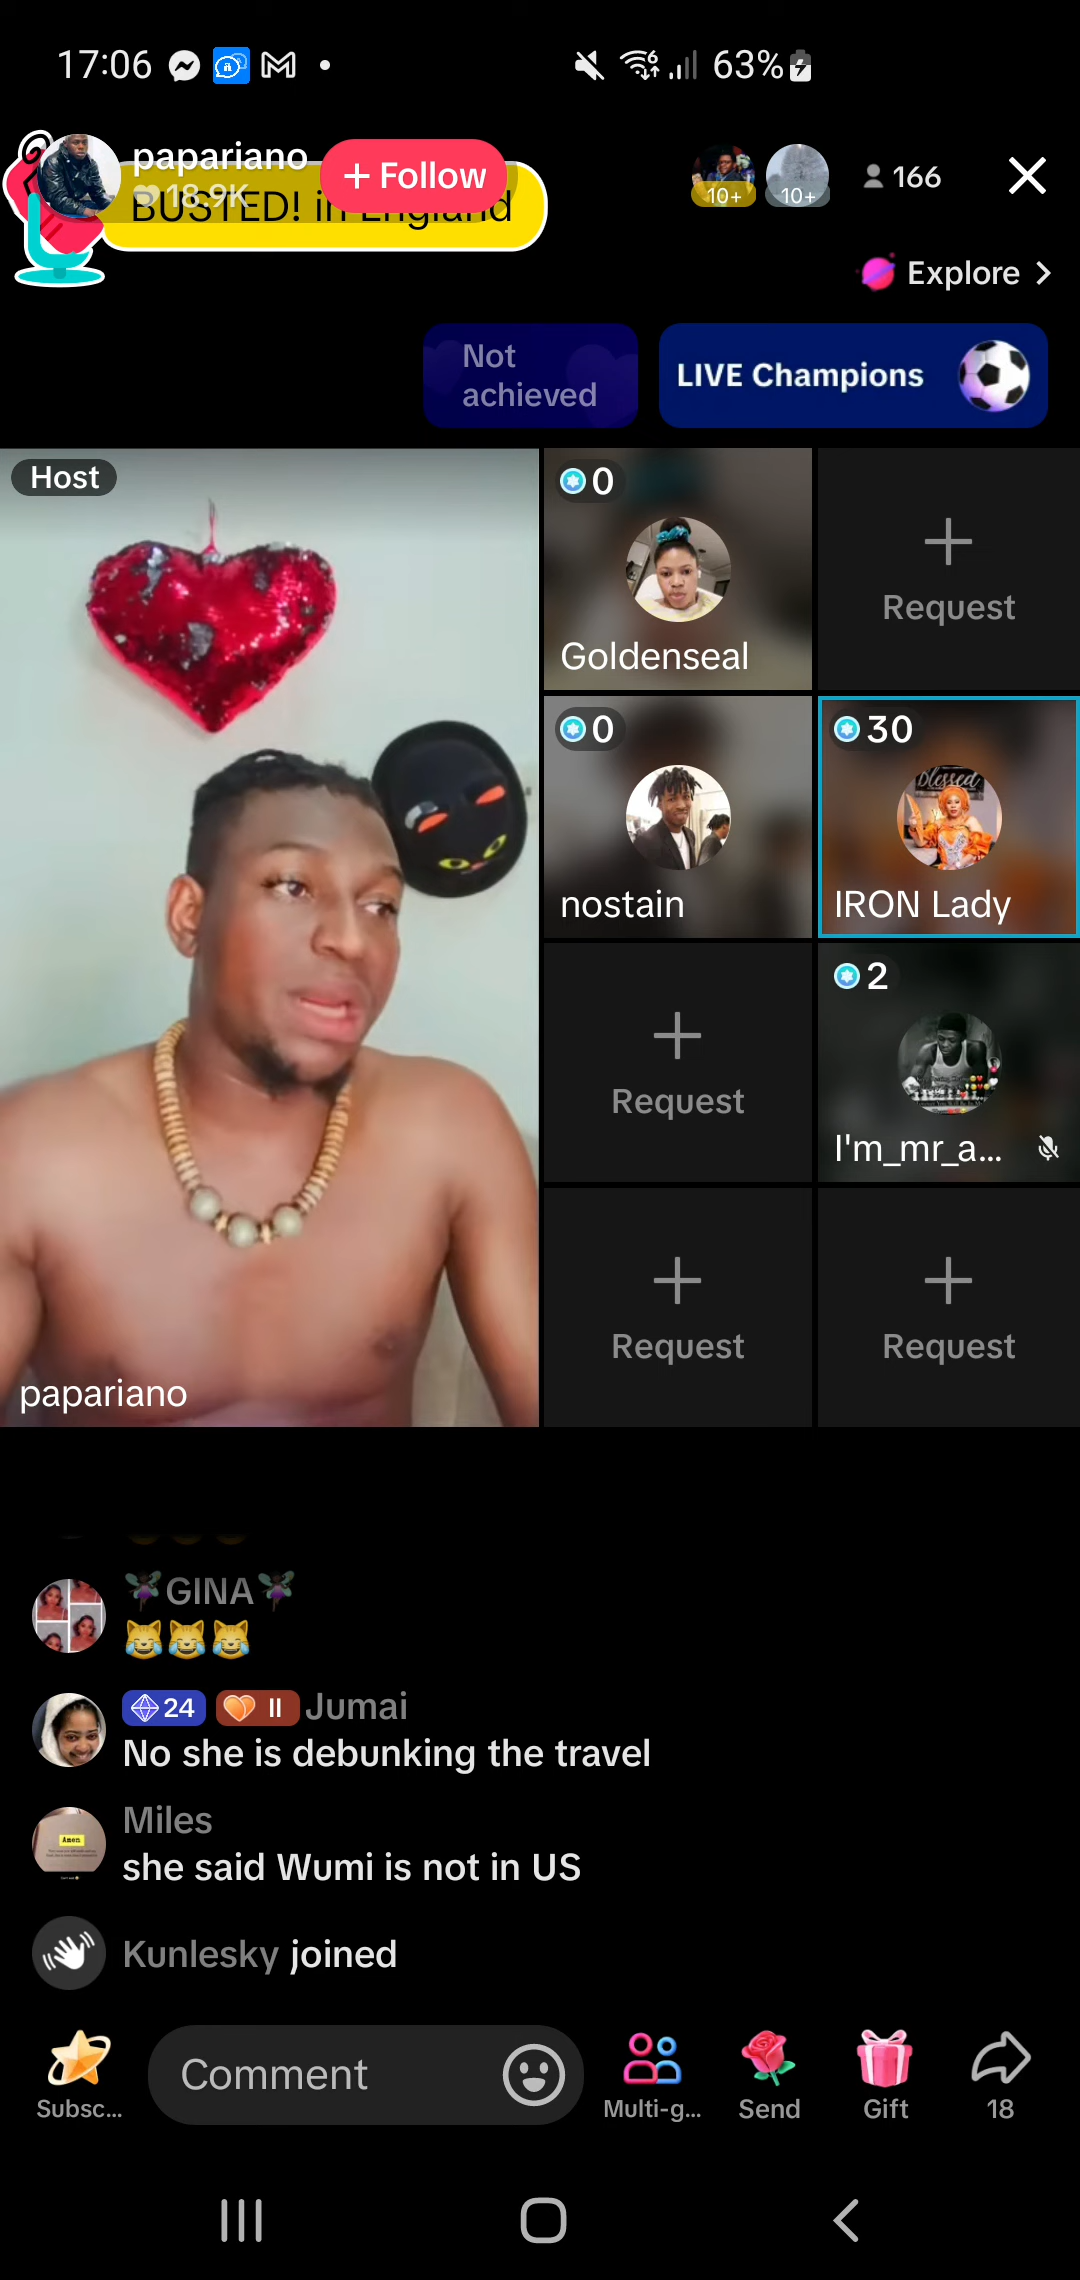 17:06
63%
papariano
18.9K
+ Follow
BUSTED! in England
10+
10+
166
Explore
Not
achieved
LIVE Champions
Host
0
Goldenseal
Request
0
nostain
30
Blessed
IRON Lady
Request
2
I'm_mr_a...
Request
Request
papariano
GINA
24
II
Jumai
No she is debunking the travel
Amen
Miles
she said Wumi is not in US
Kunlesky joined
Subsc...
Comment
Multi-g...
Send
Gift
18